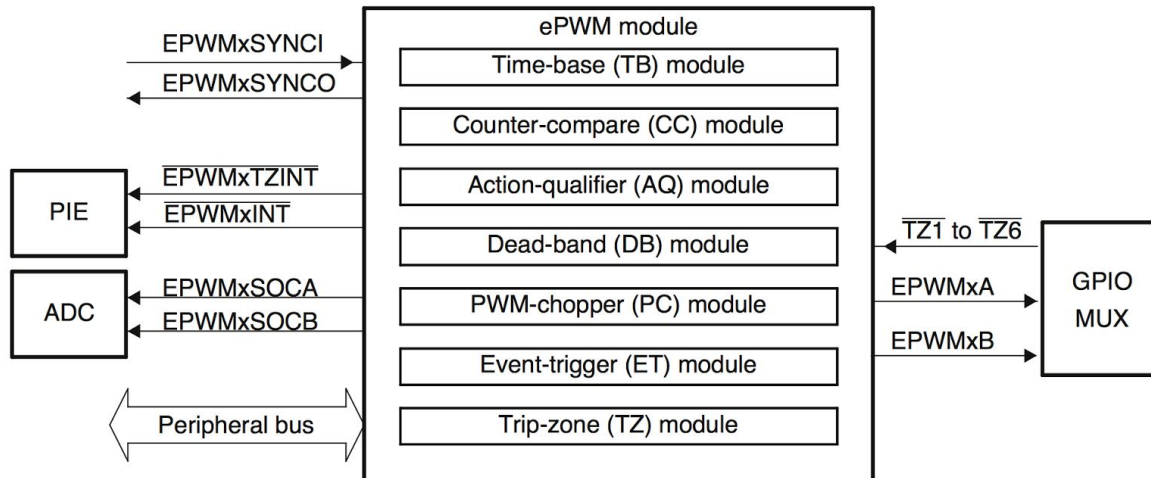 ePWM module
EPWMxSYNCI
EPWMxSYNCO
Time-base (TB) module
Counter-compare (CC) module
Action-qualifier (AQ) module
Dead-band (DB) module
PWM-chopper (PC) module
Event-trigger (ET) module
Trip-zone (TZ) module
PIE
EPWMxTZINT
EPWMxINT
ADC
EPWMxSOCA
EPWMxSOCB
Peripheral bus
TZ1 to TZ6
EPWMxA
EPWMxB
GPIO
MUX